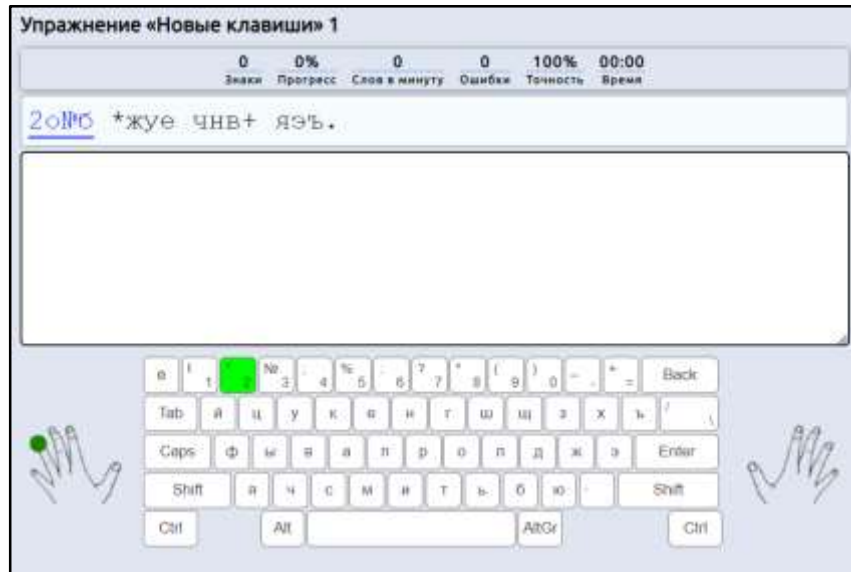 Упражнение «Новые клавиши» 1
0 0% 0 0 100% 00:00
Знаки Прогресс Слов в минуту Ошибки Точность Время
2о№б *жуе чнв+ яэъ.
! № % ? * ( ) +
1 2 3 4 5 6 7 8 9 0 - = Back
Tab й ц у к г ш щ з х ъ / \
Caps ф ы а п р о д ж э Enter
Shift я ч с м и т ь б ю Shift
Ctrl Alt AltGr Ctrl